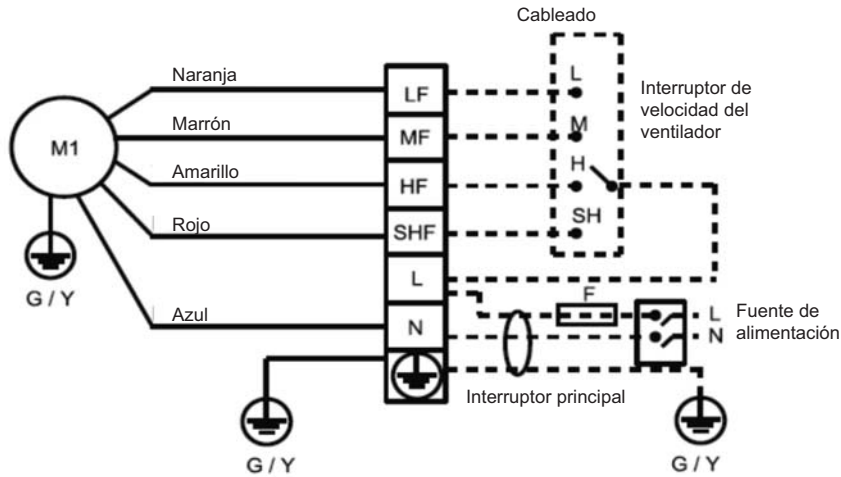 Cableado
Naranja
LF
L
Interruptor de
velocidad del
ventilador
Marrón
MF
M
M1
Amarillo
HF
H
Rojo
SHF
SH
L
G / Y
F
Azul
N
L
N
Fuente de
alimentación
Interruptor principal
G / Y
G / Y